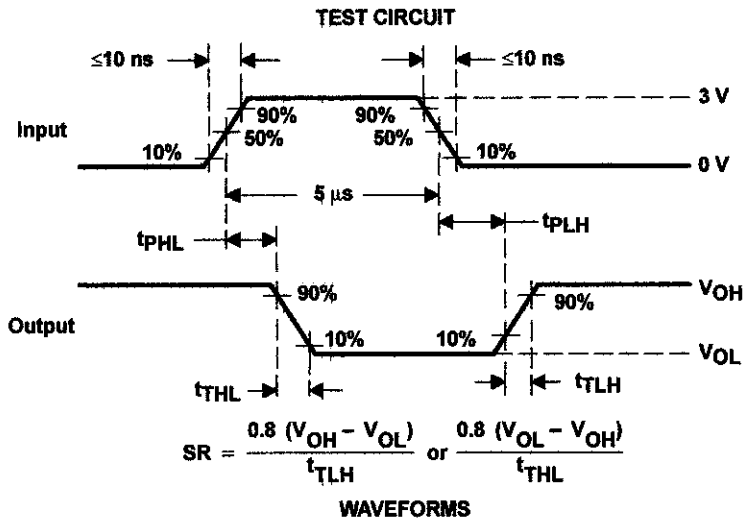 TEST CIRCUIT
≤10 ns
≤10 ns
3 V
90%
90%
Input
50%
50%
10%
10%
0 V
5 μs
tPHL
tPLH
VOH
90%
90%
Output
10%
10%
VOL
tTHL
tTLH
SR = 0.8 (VOH – VOL) / tTLH or 0.8 (VOL – VOH) / tTHL
WAVEFORMS